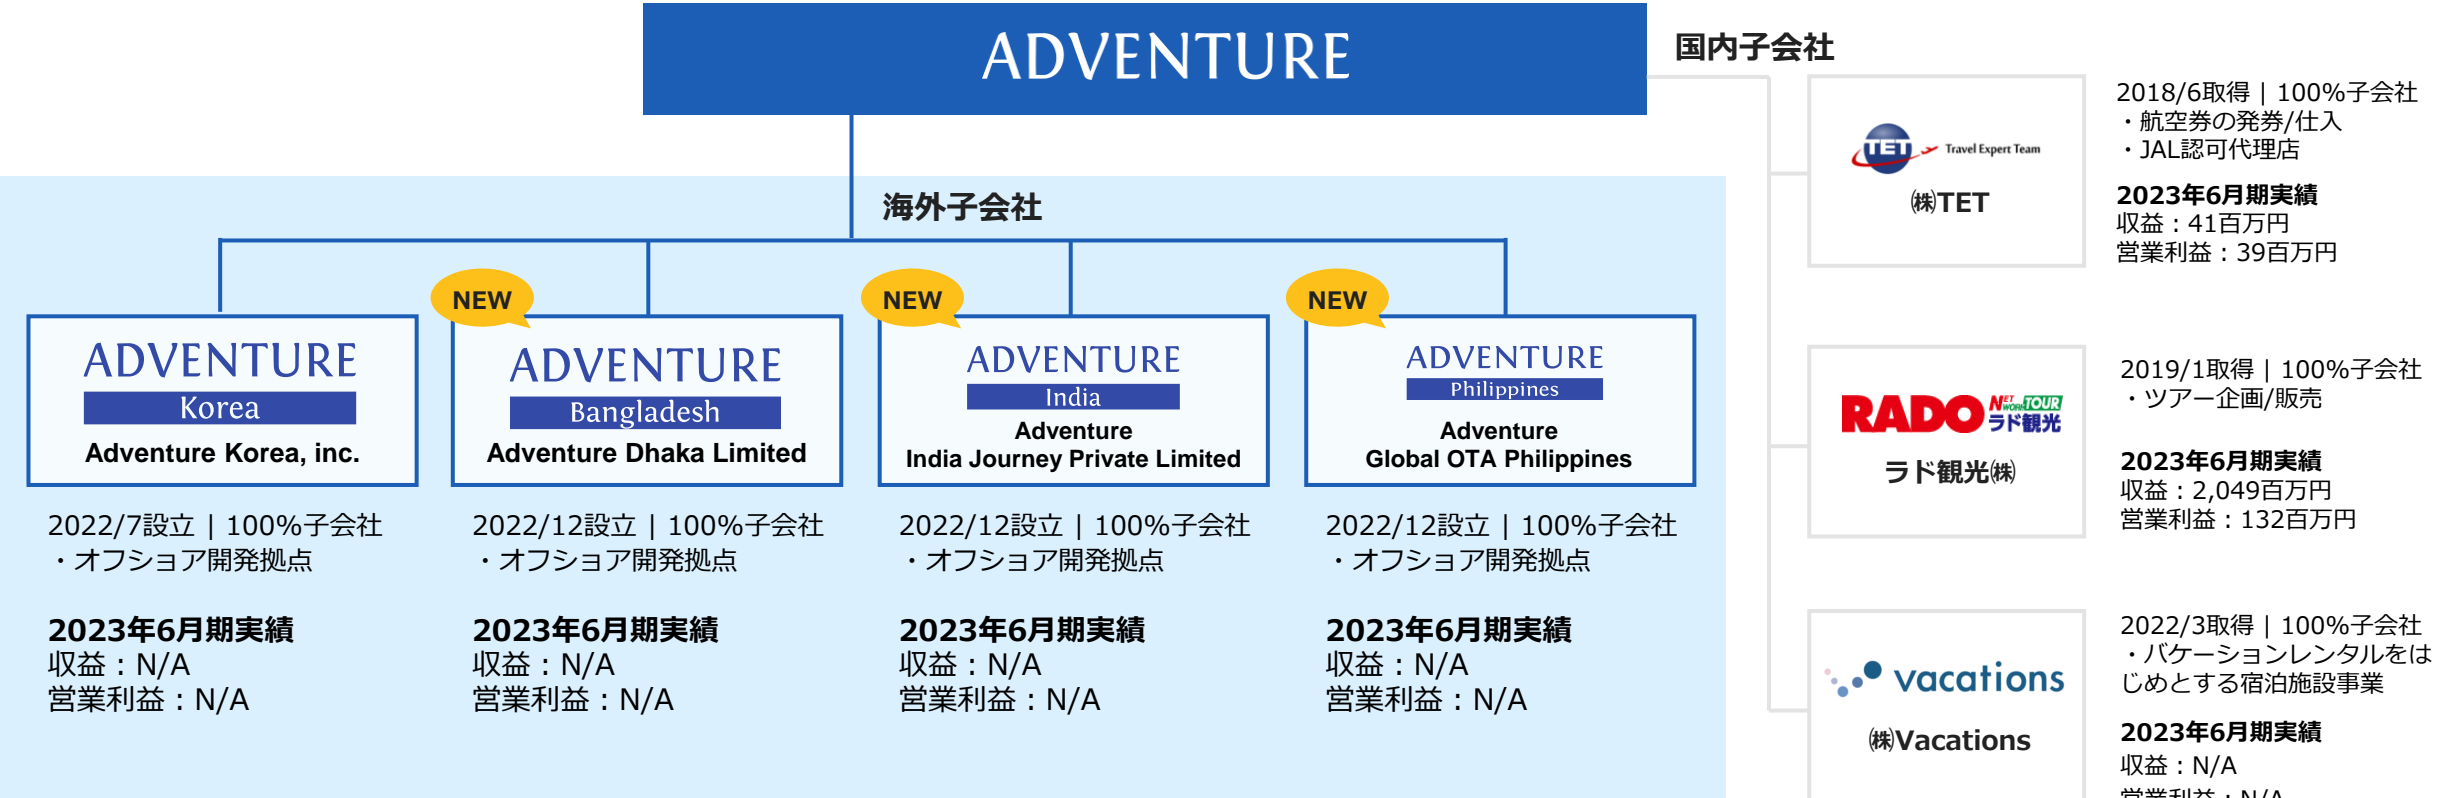 ADVENTURE
海外子会社
ADVENTURE
Korea
Adventure Korea, inc.
2022/7設立 | 100%子会社
・オフショア開発拠点
2023年6月期実績
収益：N/A
営業利益：N/A
NEW
ADVENTURE
Bangladesh
Adventure Dhaka Limited
2022/12設立 | 100%子会社
・オフショア開発拠点
2023年6月期実績
収益：N/A
営業利益：N/A
NEW
ADVENTURE
India
Adventure
India Journey Private Limited
2022/12設立 | 100%子会社
・オフショア開発拠点
2023年6月期実績
収益：N/A
営業利益：N/A
NEW
ADVENTURE
Philippines
Adventure
Global OTA Philippines
2022/12設立 | 100%子会社
・オフショア開発拠点
2023年6月期実績
収益：N/A
営業利益：N/A
国内子会社
TET Travel Expert Team
㈱TET
2018/6取得 | 100%子会社
・航空券の発券/仕入
・JAL認可代理店
2023年6月期実績
収益：41百万円
営業利益：39百万円
RADO NET WORK TOUR
ラド観光
ラド観光㈱
2019/1取得 | 100%子会社
・ツアー企画/販売
2023年6月期実績
収益：2,049百万円
営業利益：132百万円
vacations
㈱Vacations
2022/3取得 | 100%子会社
・バケーションレンタルをは
じめとする宿泊施設事業
2023年6月期実績
収益：N/A
営業利益：N/A